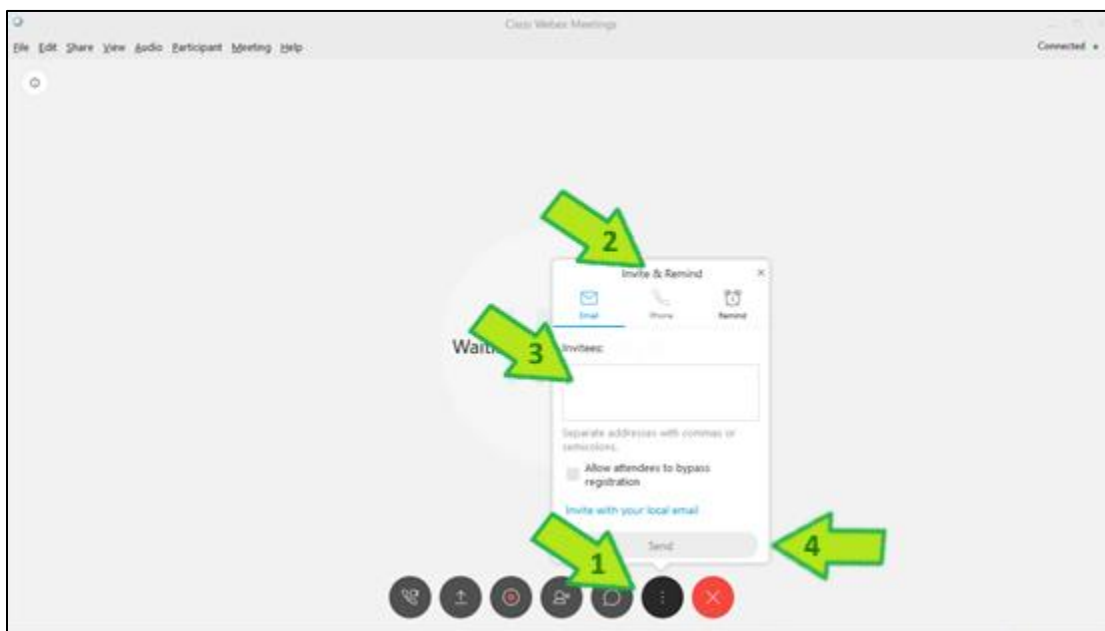 Cisco Webex Meetings
File Edit Share View Audio Participant Meeting Help
Connected
2
Invite & Remind
Email Phone Remind
Waiti
3
Invitees:
Separate addresses with commas or
semicolons.
Allow attendees to bypass
registration
Invite with your local email
1
Send
4